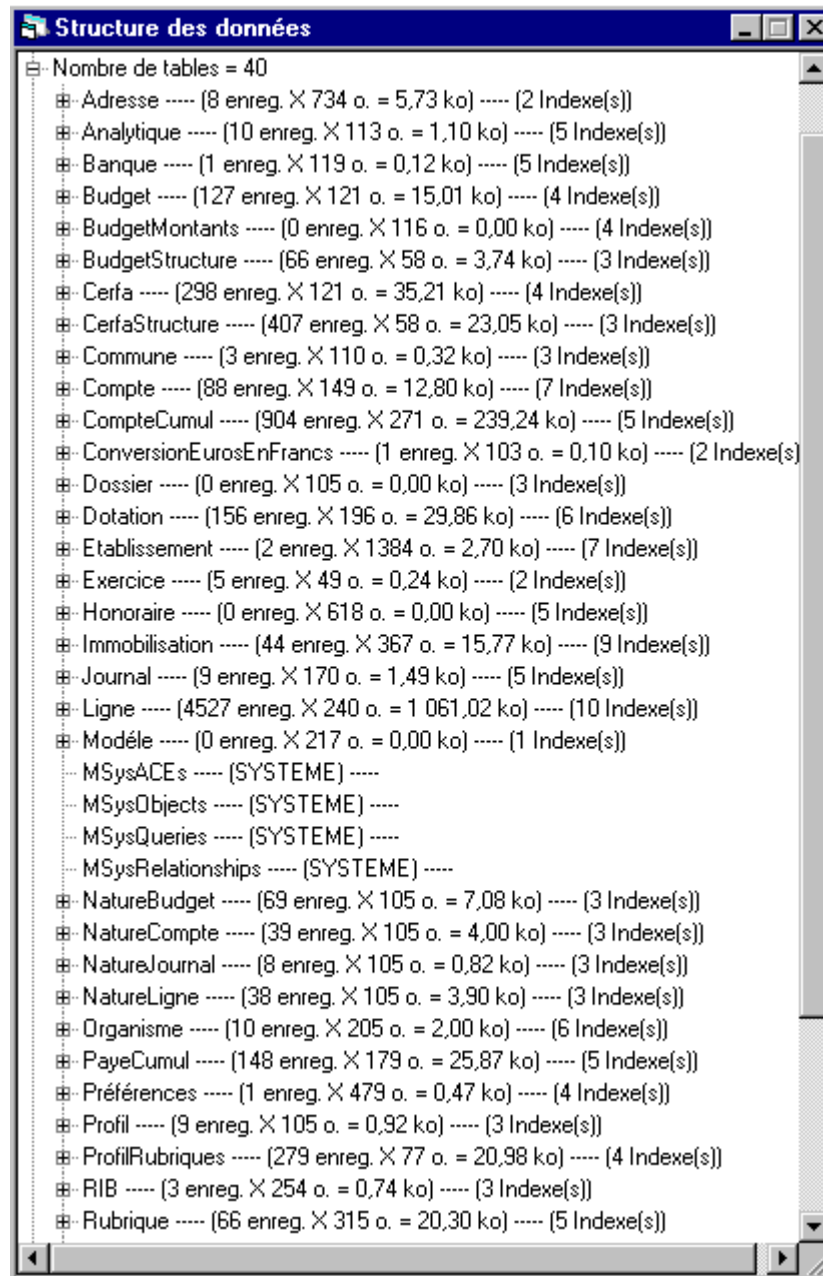 Structure des données
Nombre de tables = 40
Adresse ----- (8 enreg. X 734 o. = 5,73 ko) ----- (2 Indexe(s))
Analytique ----- (10 enreg. X 113 o. = 1,10 ko) ----- (5 Indexe(s))
Banque ----- (1 enreg. X 119 o. = 0,12 ko) ----- (5 Indexe(s))
Budget ----- (127 enreg. X 121 o. = 15,01 ko) ----- (4 Indexe(s))
BudgetMontants ----- (0 enreg. X 116 o. = 0,00 ko) ----- (4 Indexe(s))
BudgetStructure ----- (66 enreg. X 58 o. = 3,74 ko) ----- (3 Indexe(s))
Cerfa ----- (298 enreg. X 121 o. = 35,21 ko) ----- (4 Indexe(s))
CerfaStructure ----- (407 enreg. X 58 o. = 23,05 ko) ----- (3 Indexe(s))
Commune ----- (3 enreg. X 110 o. = 0,32 ko) ----- (3 Indexe(s))
Compte ----- (88 enreg. X 149 o. = 12,80 ko) ----- (7 Indexe(s))
CompteCumul ----- (904 enreg. X 271 o. = 239,24 ko) ----- (5 Indexe(s))
ConversionEurosEnFrancs ----- (1 enreg. X 103 o. = 0,10 ko) ----- (2 Indexe(s)
Dossier ----- (0 enreg. X 105 o. = 0,00 ko) ----- (3 Indexe(s))
Dotation ----- (156 enreg. X 196 o. = 29,86 ko) ----- (6 Indexe(s))
Etablissement ----- (2 enreg. X 1384 o. = 2,70 ko) ----- (7 Indexe(s))
Exercice ----- (5 enreg. X 49 o. = 0,24 ko) ----- (2 Indexe(s))
Honoraire ----- (0 enreg. X 618 o. = 0,00 ko) ----- (5 Indexe(s))
Immobilisation ----- (44 enreg. X 367 o. = 15,77 ko) ----- (9 Indexe(s))
Journal ----- (9 enreg. X 170 o. = 1,49 ko) ----- (5 Indexe(s))
Ligne ----- (4527 enreg. X 240 o. = 1 061,02 ko) ----- (10 Indexe(s))
Modéle ----- (0 enreg. X 217 o. = 0,00 ko) ----- (1 Indexe(s))
MSysACEs ----- (SYSTEME) -----
MSysObjects ----- (SYSTEME) -----
MSysQueries ----- (SYSTEME) -----
MSysRelationships ----- (SYSTEME) -----
NatureBudget ----- (69 enreg. X 105 o. = 7,08 ko) ----- (3 Indexe(s))
NatureCompte ----- (39 enreg. X 105 o. = 4,00 ko) ----- (3 Indexe(s))
NatureJournal ----- (8 enreg. X 105 o. = 0,82 ko) ----- (3 Indexe(s))
NatureLigne ----- (38 enreg. X 105 o. = 3,90 ko) ----- (3 Indexe(s))
Organisme ----- (10 enreg. X 205 o. = 2,00 ko) ----- (6 Indexe(s))
PayeCumul ----- (148 enreg. X 179 o. = 25,87 ko) ----- (5 Indexe(s))
Préférences ----- (1 enreg. X 479 o. = 0,47 ko) ----- (4 Indexe(s))
Profil ----- (9 enreg. X 105 o. = 0,92 ko) ----- (3 Indexe(s))
ProfilRubriques ----- (279 enreg. X 77 o. = 20,98 ko) ----- (4 Indexe(s))
RIB ----- (3 enreg. X 254 o. = 0,74 ko) ----- (3 Indexe(s))
Rubrique ----- (66 enreg. X 315 o. = 20,30 ko) ----- (5 Indexe(s))